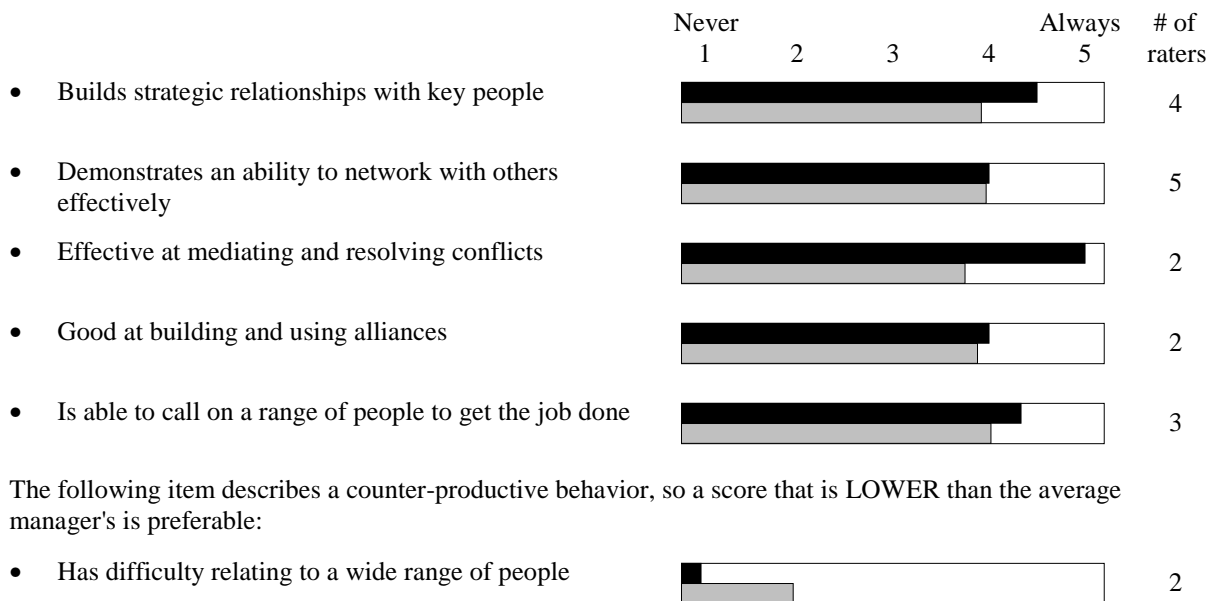 Never Always # of
1 2 3 4 5 raters
• Builds strategic relationships with key people 4
• Demonstrates an ability to network with others
effectively 5
• Effective at mediating and resolving conflicts 2
• Good at building and using alliances 2
• Is able to call on a range of people to get the job done 3
The following item describes a counter-productive behavior, so a score that is LOWER than the average
manager's is preferable:
• Has difficulty relating to a wide range of people 2